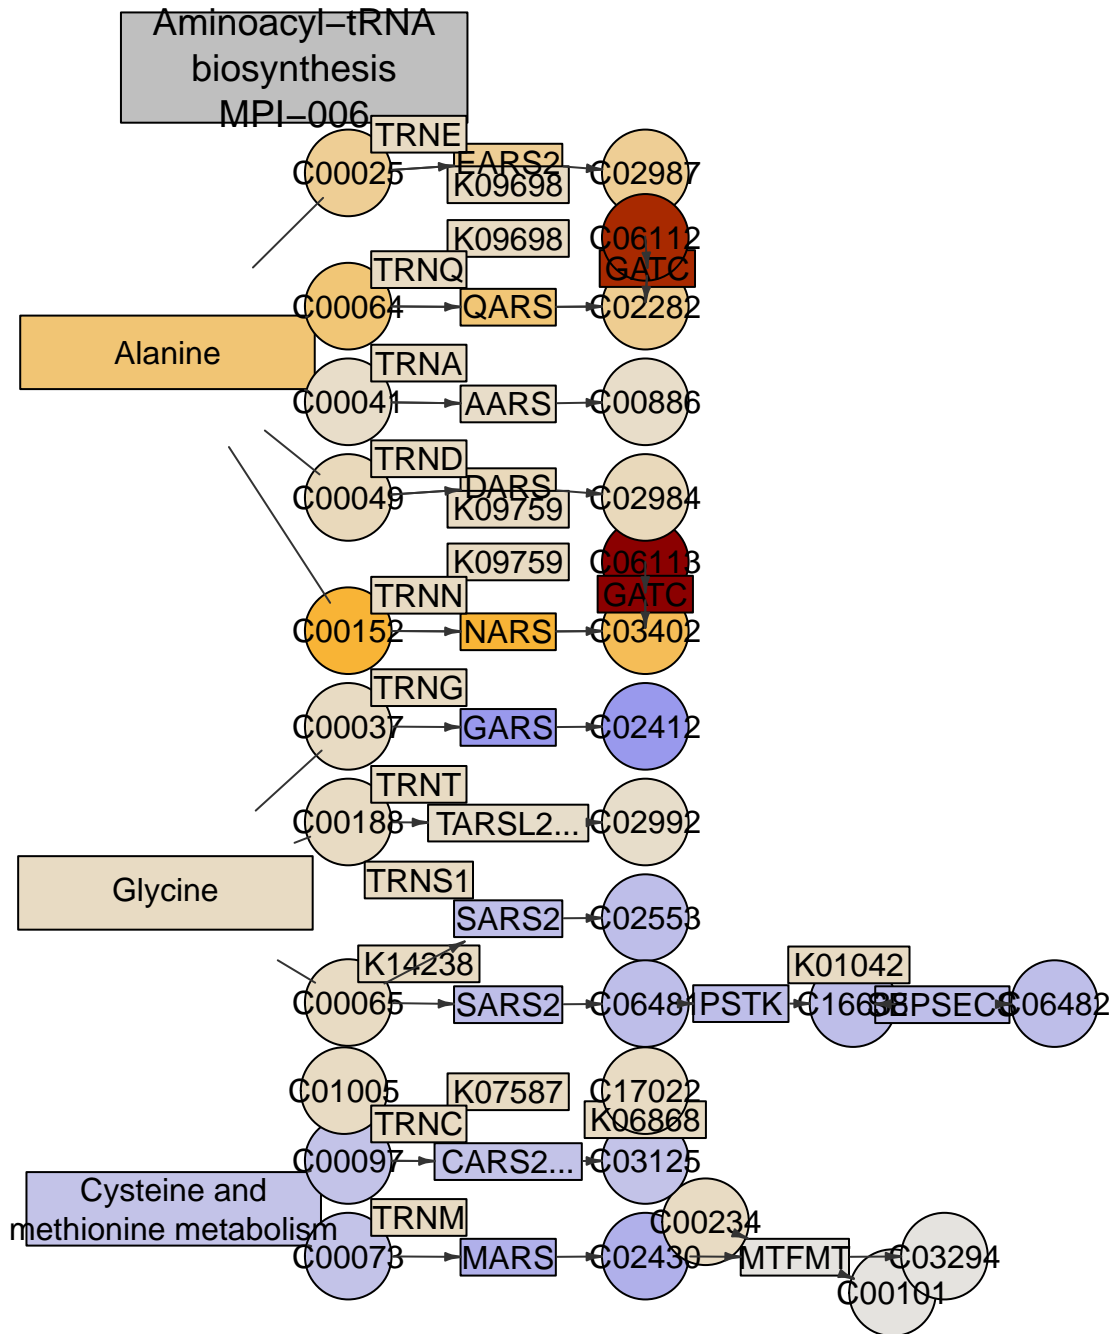 Aminoacyl−tRNA
biosynthesis
MPI−006
TRNE
C00025
EARS2
K09698
C02987
K09698
C06112
TRNQ
GATC
C00064
QARS
C02282
Alanine
TRNA
C00041
AARS
C00886
TRND
C00049
DARS
K09759
C02984
K09759
C06113
TRNN
GATC
C00152
NARS
C03402
TRNG
C00037
GARS
C02412
TRNT
C00188
TARSL2...
C02992
Glycine
TRNS1
SARS2
C02553
K14238
K01042
C00065
SARS2
C06481
PSTK
SEPSECS
C06482
C01005
K07587
C17022
TRNC
K06868
C00097
CARS2...
C03125
Cysteine and
methionine metabolism
TRNM
C00234
C00073
MARS
C02430
MTFMT
C03294
C00101